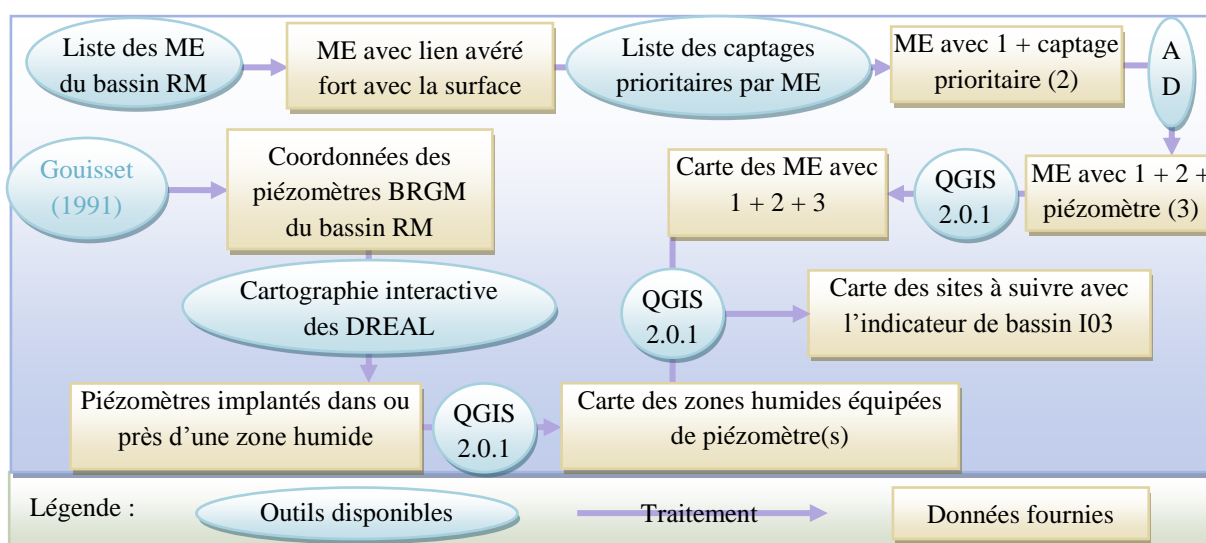 Liste des ME
du bassin RM
ME avec lien avéré
fort avec la surface
Liste des captages
prioritaires par ME
ME avec 1 + captage
prioritaire (2)
A
D
Gouisset
(1991)
Coordonnées des
piézomètres BRGM
du bassin RM
Carte des ME avec
1 + 2 + 3
QGIS
2.0.1
ME avec 1 + 2 +
piézomètre (3)
Cartographie interactive
des DREAL
QGIS
2.0.1
Carte des sites à suivre avec
l’indicateur de bassin I03
Piézomètres implantés dans ou
près d’une zone humide
QGIS
2.0.1
Carte des zones humides équipées
de piézomètre(s)
Légende :
Outils disponibles
Traitement
Données fournies